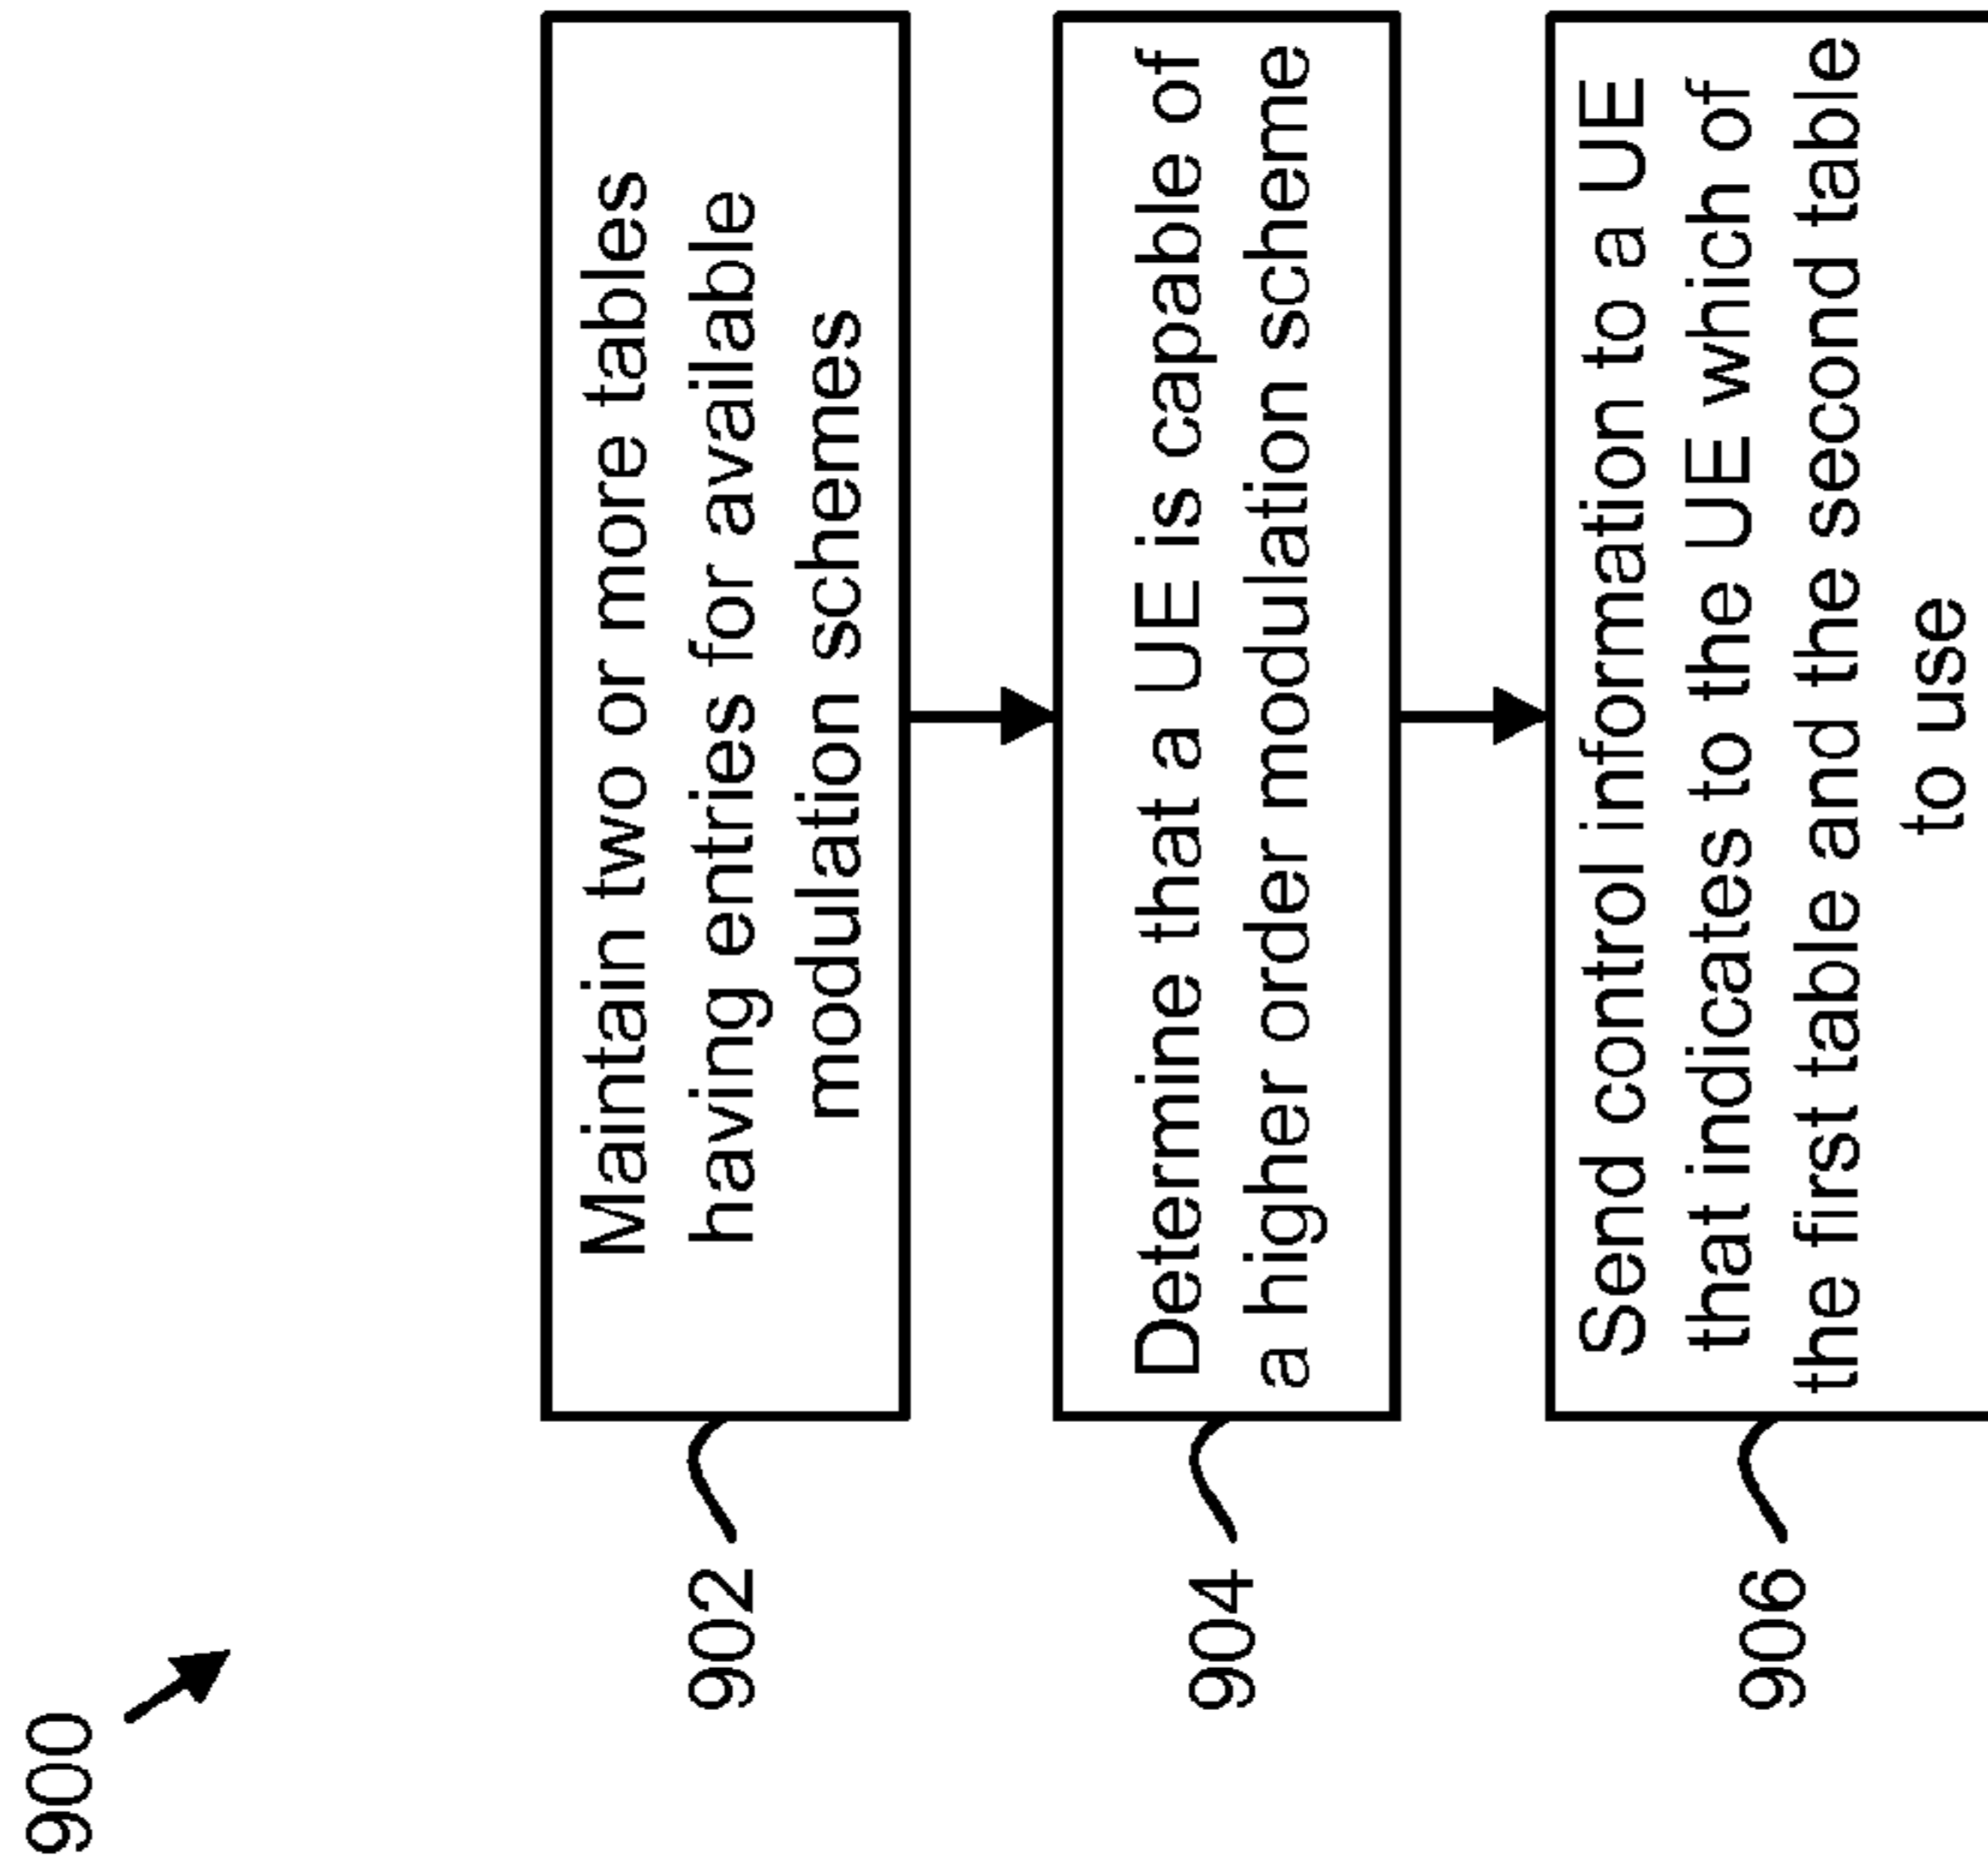 900
902
Maintain two or more tables
having entries for available
modulation schemes
904
Determine that a UE is capable of
a higher order modulation scheme
906
Send control information to a UE
that indicates to the UE which of
the first table and the second table
to use